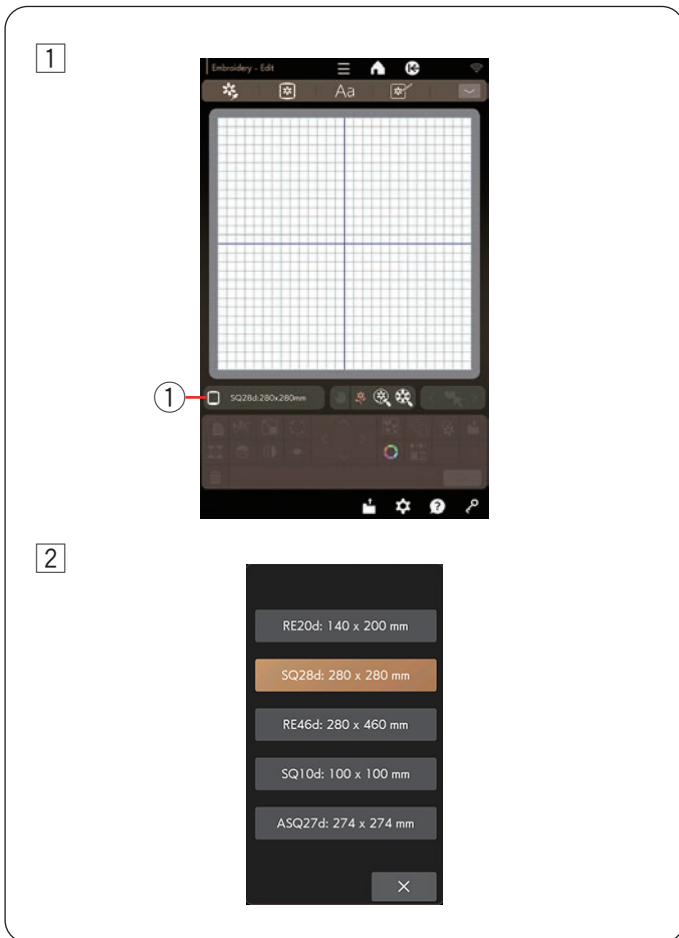 1
Embroidery - Edit
Aa
1
SQ28d:280x280mm
2
RE20d: 140 x 200 mm
SQ28d: 280 x 280 mm
RE46d: 280 x 460 mm
SQ10d: 100 x 100 mm
ASQ27d: 274 x 274 mm